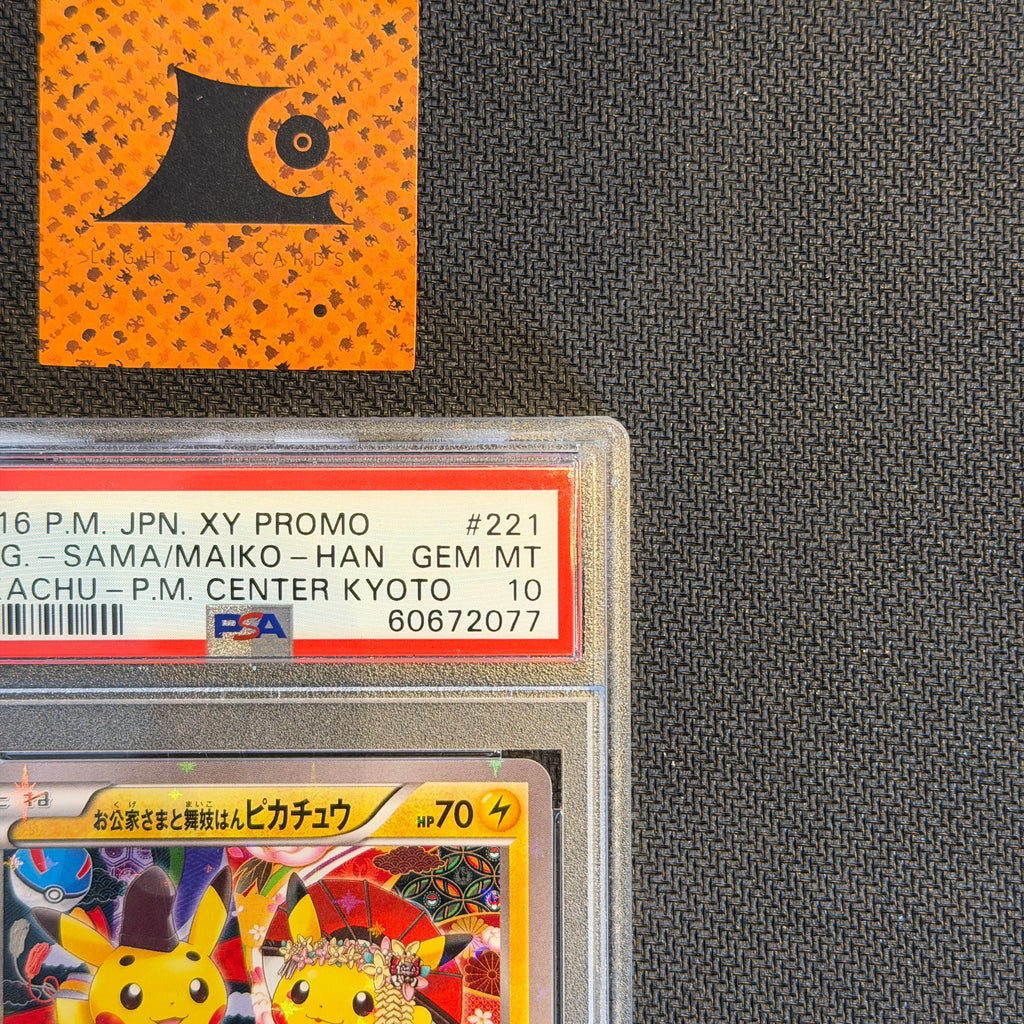 LIGHT OF CARDS
16 P.M. JPN. XY PROMO #221
G.-SAMA/MAIKO-HAN GEM MT
ACHU-P.M. CENTER KYOTO 10
PSA 60672077
お公家さまと舞妓はんピカチュウ HP70